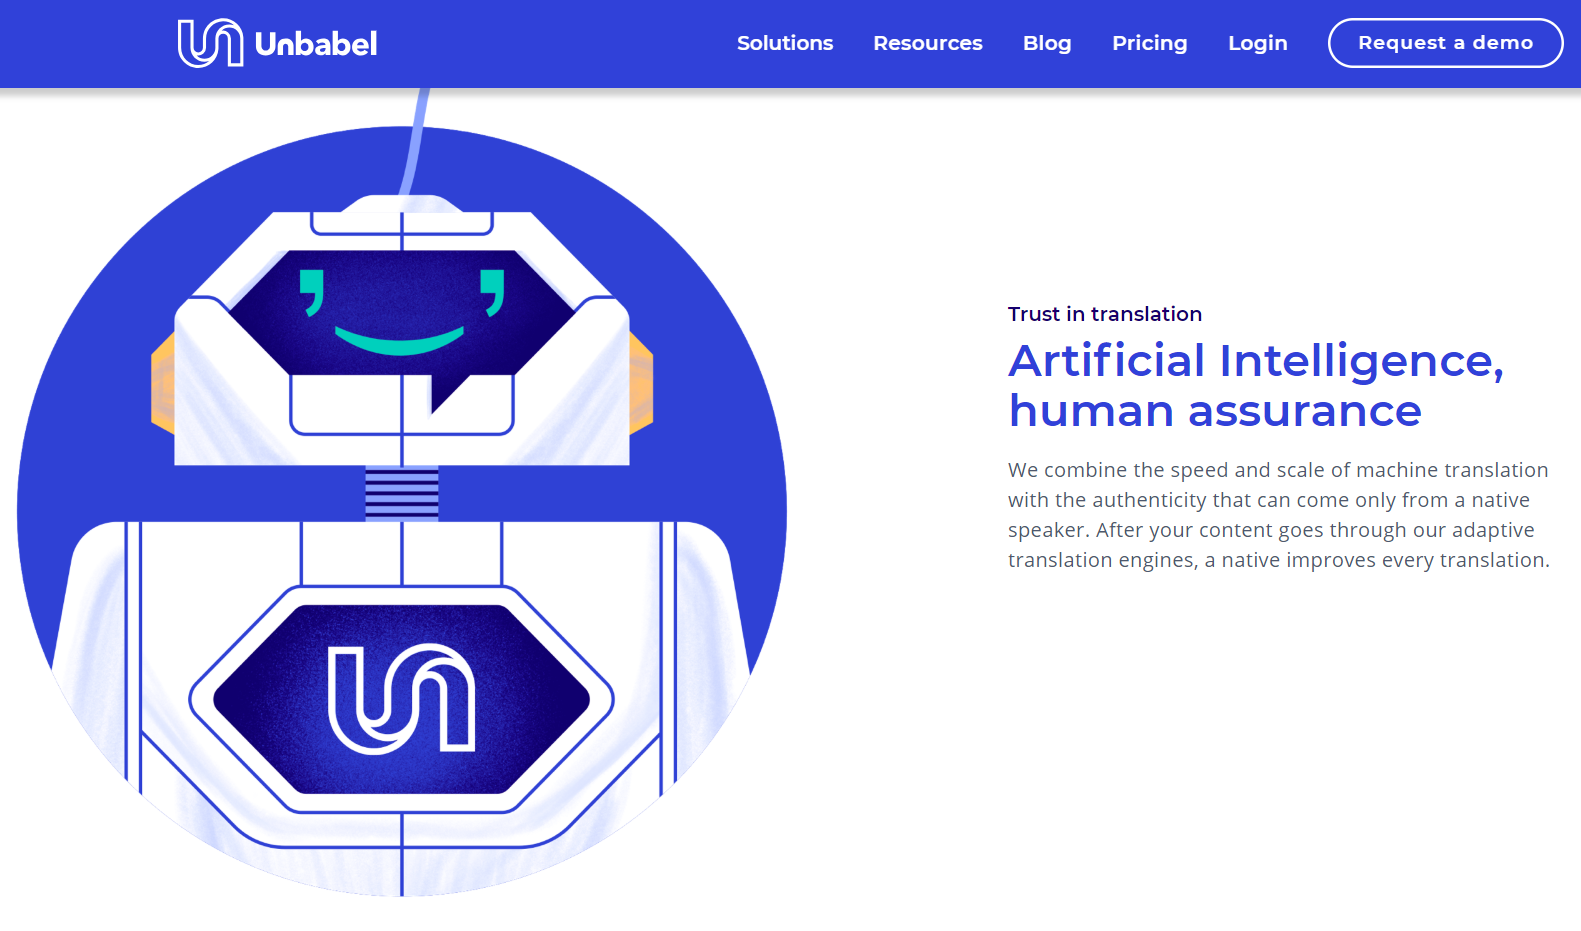 Unbabel
Solutions
Resources
Blog
Pricing
Login
Request a demo
Trust in translation
Artificial Intelligence,
human assurance
We combine the speed and scale of machine translation
with the authenticity that can come only from a native
speaker. After your content goes through our adaptive
translation engines, a native improves every translation.